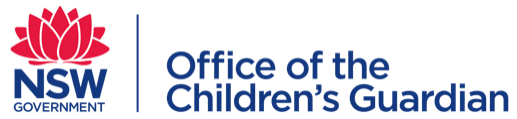 NSW
GOVERNMENT
Office of the
Children's Guardian